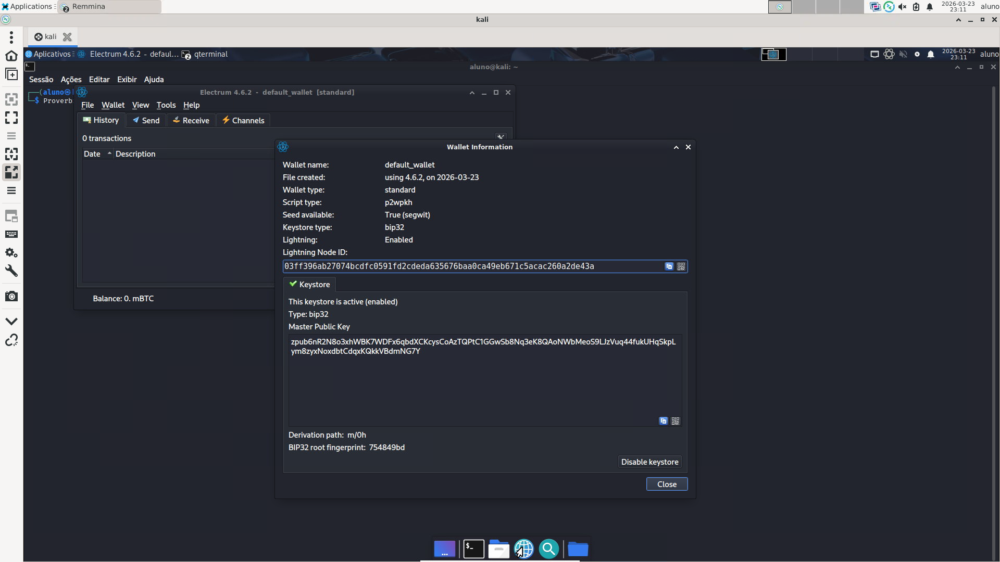 Applications
Remmina
2026-03-23
23:11
aluno
kali
kali
Aplicativos
Electrum 4.6.2 - defaul...
qterminal
2026-03-23
23:11
aluno
aluno@kali: ~
Sessão Ações Editar Exibir Ajuda
(aluno
$ Proverb
Electrum 4.6.2 - default_wallet [standard]
File Wallet View Tools Help
History Send Receive Channels
0 transactions
Date Description
Balance: 0. mBTC
Wallet Information
Wallet name: default_wallet
File created: using 4.6.2, on 2026-03-23
Wallet type: standard
Script type: p2wpkh
Seed available: True (segwit)
Keystore type: bip32
Lightning: Enabled
Lightning Node ID:
03ff396ab27074bcdfc0591fd2cdeda635676baa0ca49eb671c5acac260a2de43a
Keystore
This keystore is active (enabled)
Type: bip32
Master Public Key
zpub6nR2N8o3xhWBK7WDFx6qbdXCKcysCoAzTQPtC1GGwSb8Nq3eK8QAoNWbMeoS9LJzVuq44fukUHqSkpL
ym8zyxNoxdbtCdqxKQkkVBdmNG7Y
Derivation path: m/0h
BIP32 root fingerprint: 754849bd
Disable keystore
Close